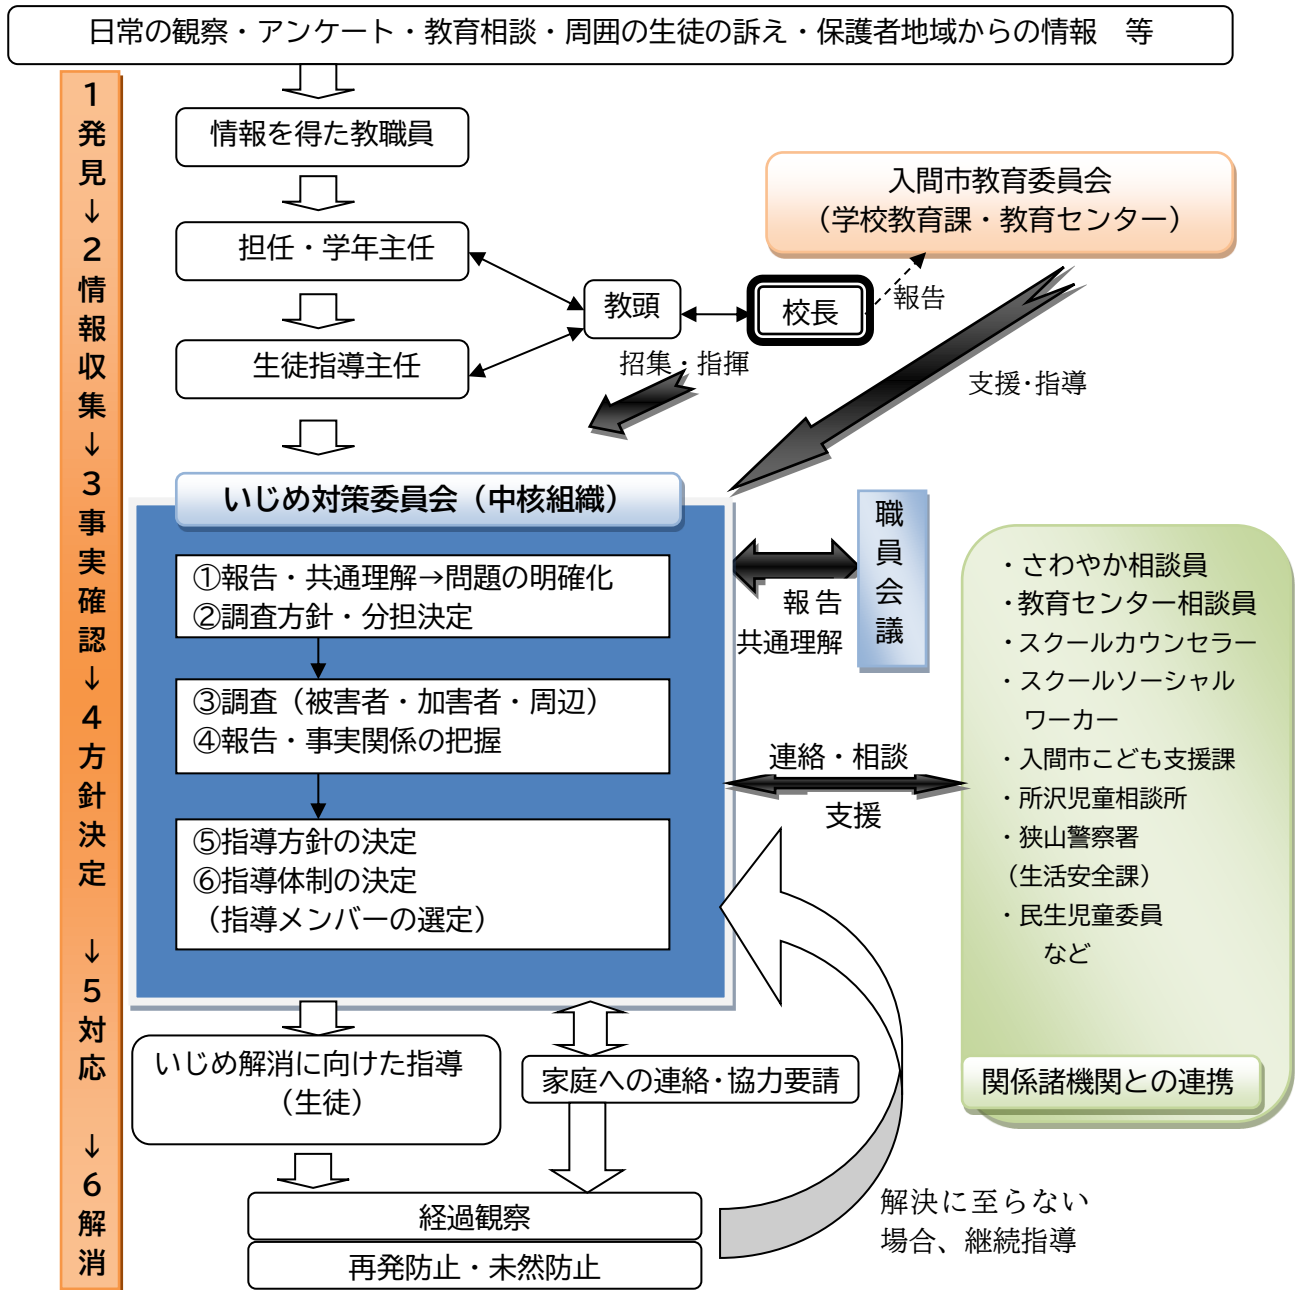 日常の観察・アンケート・教育相談・周囲の生徒の訴え・保護者地域からの情報　等
1発見↓2情報収集↓3事実確認↓4方針決定　↓5対応　↓6解消
情報を得た教職員
担任・学年主任
生徒指導主任
教頭
校長
報告
入間市教育委員会
（学校教育課・教育センター）
招集・指揮
支援・指導
いじめ対策委員会（中核組織）
①報告・共通理解→問題の明確化
②調査方針・分担決定
③調査（被害者・加害者・周辺）
④報告・事実関係の把握
⑤指導方針の決定
⑥指導体制の決定
（指導メンバーの選定）
職員会議
報告
共通理解
連絡・相談
支援
・さわやか相談員
・教育センター相談員
・スクールカウンセラー
・スクールソーシャル
ワーカー
・入間市こども支援課
・所沢児童相談所
・狭山警察署
（生活安全課）
・民生児童委員
など
関係諸機関との連携
いじめ解消に向けた指導
（生徒）
家庭への連絡・協力要請
経過観察
再発防止・未然防止
解決に至らない
場合、継続指導